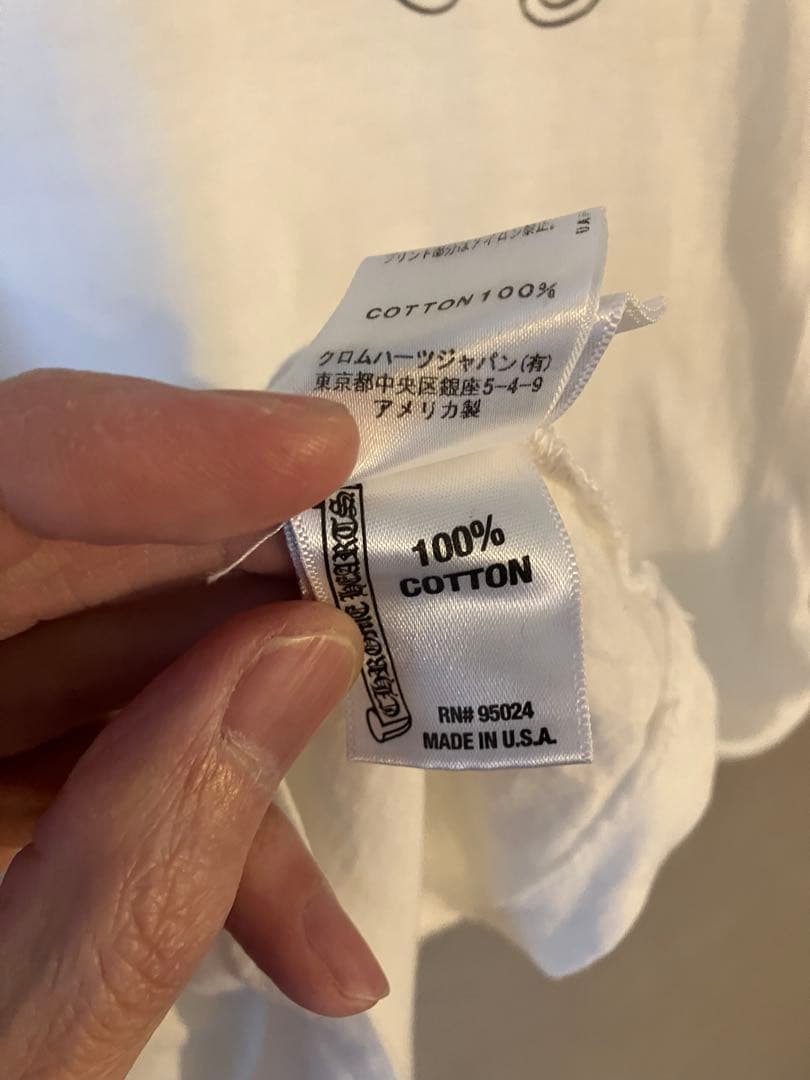 プリント部分はアイロン禁止。
COTTON100%
クロムハーツジャパン(有)
東京都中央区銀座5-4-9
アメリカ製
CHROME HEARTS
100%
COTTON
RN# 95024
MADE IN U.S.A.